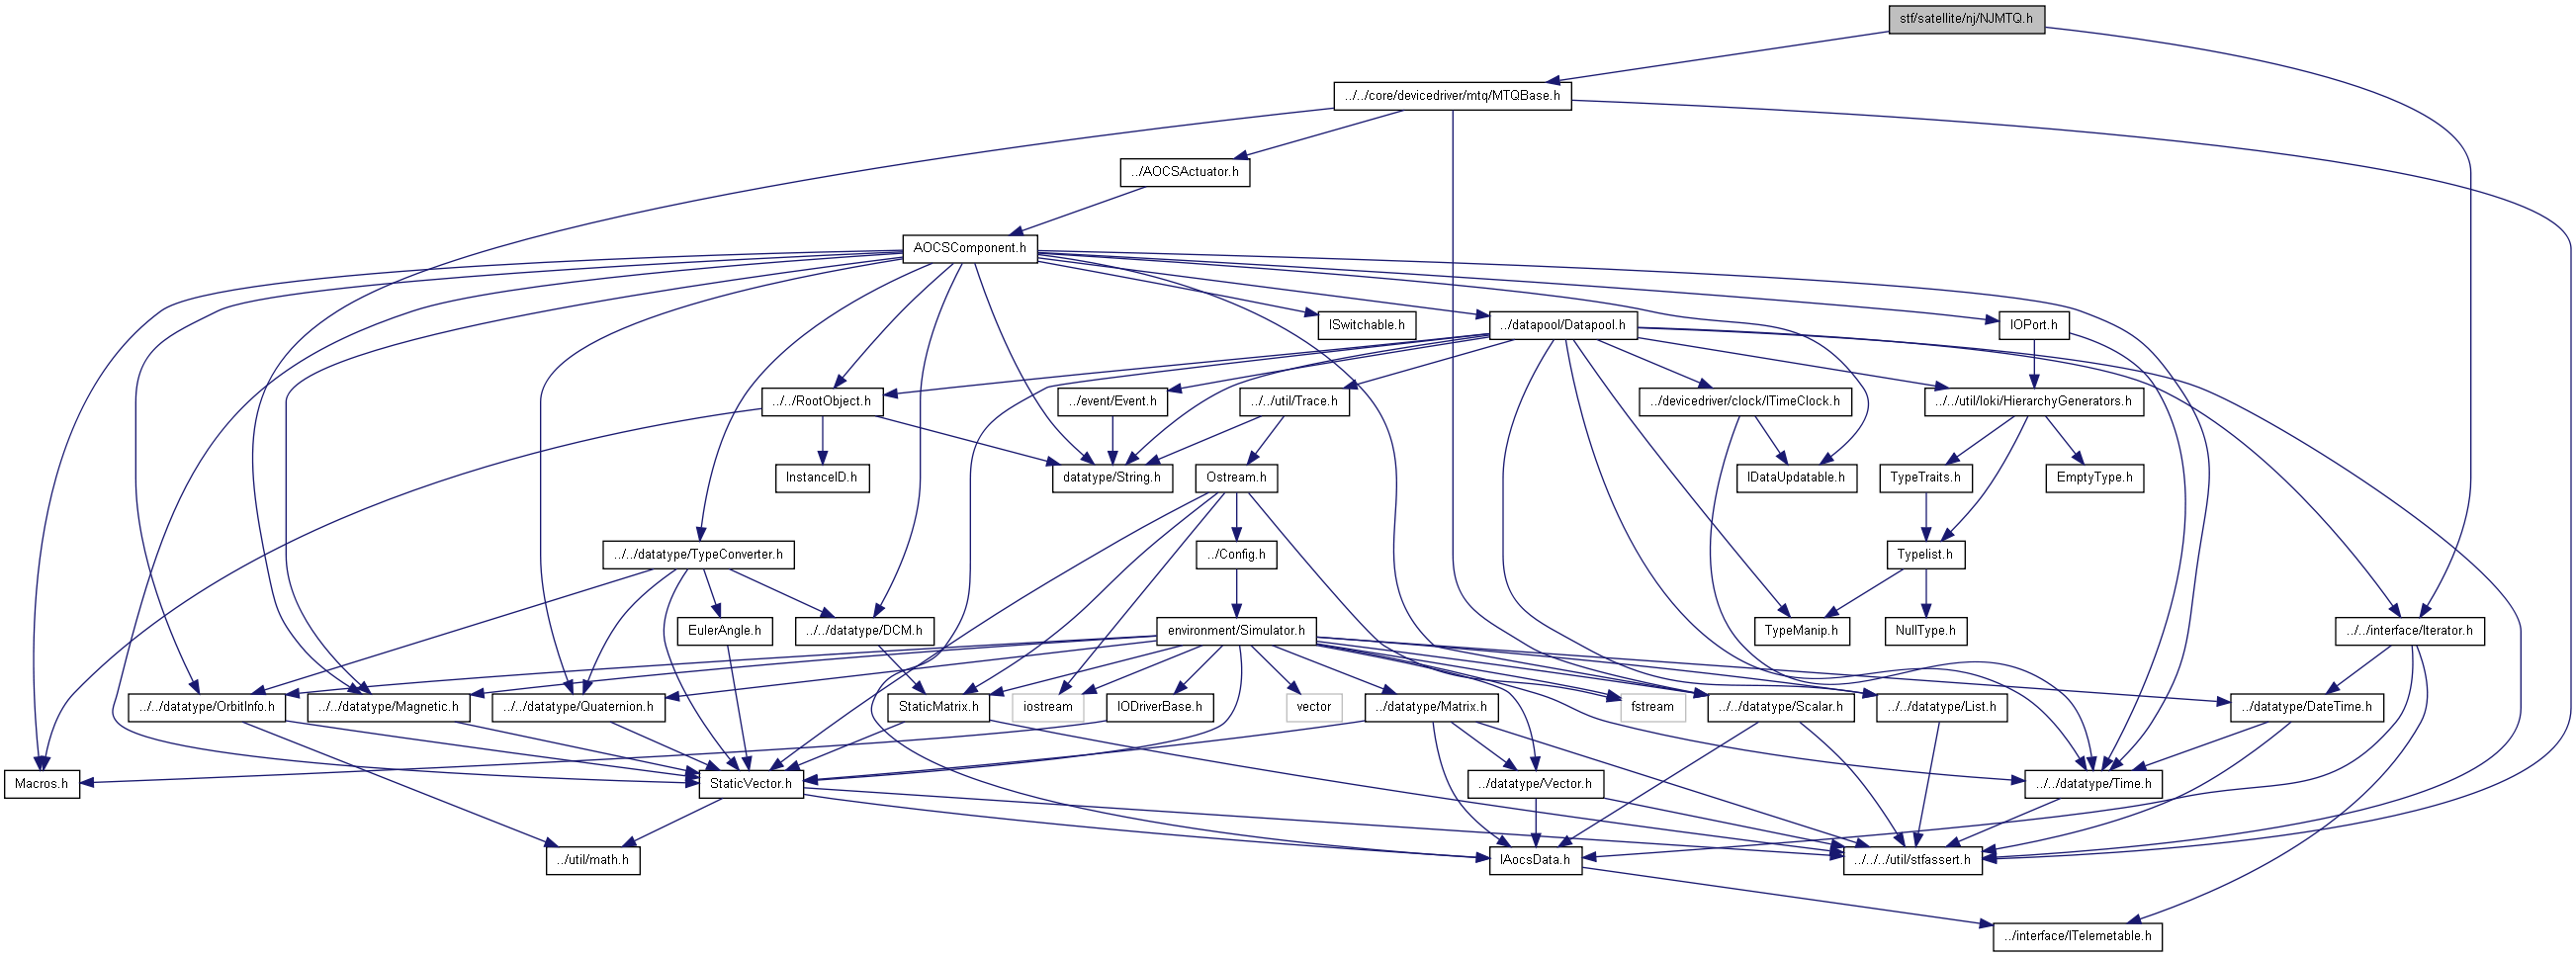 stf/satellite/nj/NJMTQ.h
../../core/devicedriver/mtq/MTQBase.h
../AOCSActuator.h
AOCSComponent.h
ISwitchable.h
../datapool/Datapool.h
IOPort.h
../../RootObject.h
../event/Event.h
../../util/Trace.h
../devicedriver/clock/ITimeClock.h
../../util/loki/HierarchyGenerators.h
InstanceID.h
datatype/String.h
Ostream.h
IDataUpdatable.h
TypeTraits.h
EmptyType.h
../../datatype/TypeConverter.h
../Config.h
Typelist.h
EulerAngle.h
../../datatype/DCM.h
environment/Simulator.h
TypeManip.h
NullType.h
../../interface/Iterator.h
../../datatype/OrbitInfo.h
../../datatype/Magnetic.h
../../datatype/Quaternion.h
StaticMatrix.h
iostream
IODriverBase.h
vector
../datatype/Matrix.h
fstream
../../datatype/Scalar.h
../../datatype/List.h
../datatype/DateTime.h
Macros.h
StaticVector.h
../datatype/Vector.h
../../datatype/Time.h
../util/math.h
IAocsData.h
../../../util/stfassert.h
../interface/ITelemetable.h